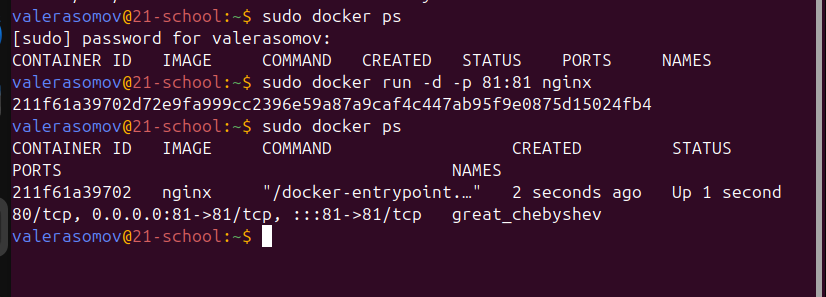 valerasomov@21-school:~$ sudo docker ps
[sudo] password for valerasomov:
CONTAINER ID   IMAGE     COMMAND   CREATED   STATUS    PORTS     NAMES
valerasomov@21-school:~$ sudo docker run -d -p 81:81 nginx
211f61a39702d72e9fa999cc2396e59a87a9caf4c447ab95f9e0875d15024fb4
valerasomov@21-school:~$ sudo docker ps
CONTAINER ID   IMAGE     COMMAND                  CREATED         STATUS
PORTS                                       NAMES
211f61a39702   nginx     "/docker-entrypoint.…"   2 seconds ago   Up 1 second
80/tcp, 0.0.0.0:81->81/tcp, :::81->81/tcp   great_chebyshev
valerasomov@21-school:~$